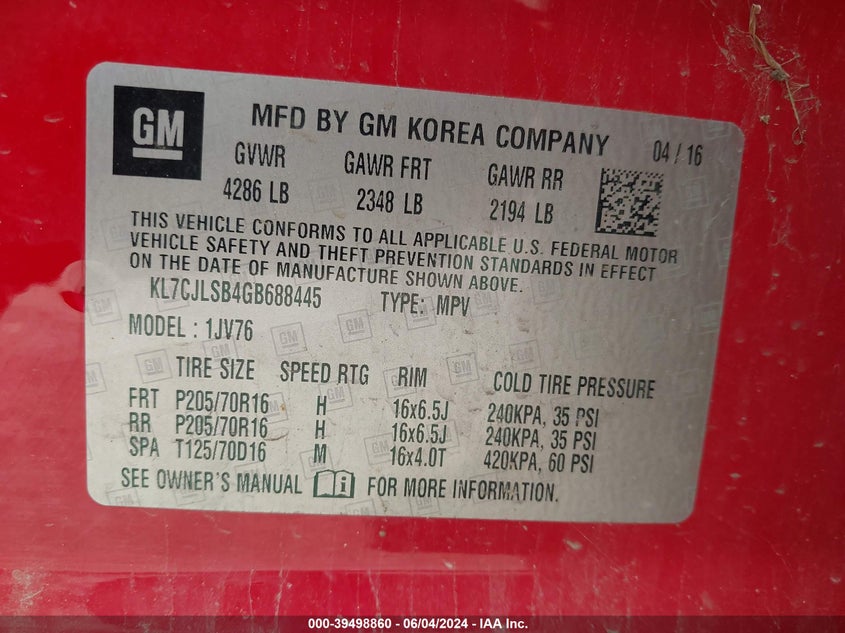 GM MFD BY GM KOREA COMPANY 04 / 16
GVWR GAWR FRT GAWR RR
4286 LB 2348 LB 2194 LB
THIS VEHICLE CONFORMS TO ALL APPLICABLE U.S. FEDERAL MOTOR
VEHICLE SAFETY AND THEFT PREVENTION STANDARDS IN EFFECT
ON THE DATE OF MANUFACTURE SHOWN ABOVE.
KL7CJLSB4GB688445 TYPE: MPV
MODEL : 1JV76
TIRE SIZE SPEED RTG RIM COLD TIRE PRESSURE
FRT P205/70R16 H 16x6.5J 240KPA, 35 PSI
RR P205/70R16 H 16x6.5J 240KPA, 35 PSI
SPA T125/70D16 M 16x4.0T 420KPA, 60 PSI
SEE OWNER'S MANUAL i FOR MORE INFORMATION.
000-39498860 - 06/04/2024 - IAA Inc.